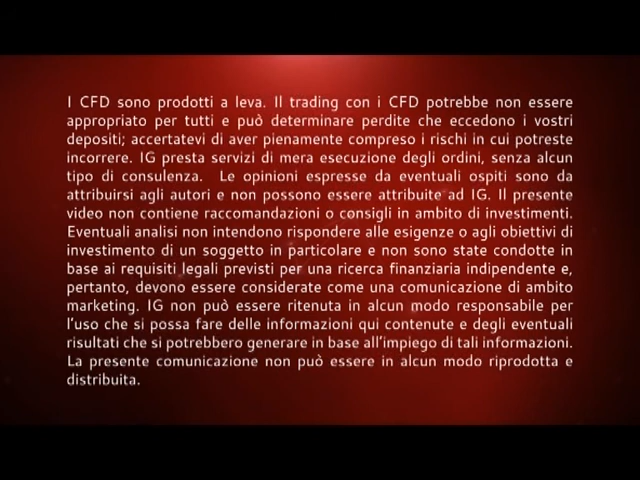 I CFD sono prodotti a leva. Il trading con i CFD potrebbe non essere
appropriato per tutti e può determinare perdite che eccedono i vostri
depositi; accertatevi di aver pienamente compreso i rischi in cui potreste
incorrere. IG presta servizi di mera esecuzione degli ordini, senza alcun
tipo di consulenza.  Le opinioni espresse da eventuali ospiti sono da
attribuirsi agli autori e non possono essere attribuite ad IG. Il presente
video non contiene raccomandazioni o consigli in ambito di investimenti.
Eventuali analisi non intendono rispondere alle esigenze o agli obiettivi di
investimento di un soggetto in particolare e non sono state condotte in
base ai requisiti legali previsti per una ricerca finanziaria indipendente e,
pertanto, devono essere considerate come una comunicazione di ambito
marketing. IG non può essere ritenuta in alcun modo responsabile per
l'uso che si possa fare delle informazioni qui contenute e degli eventuali
risultati che si potrebbero generare in base all'impiego di tali informazioni.
La presente comunicazione non può essere in alcun modo riprodotta e
distribuita.